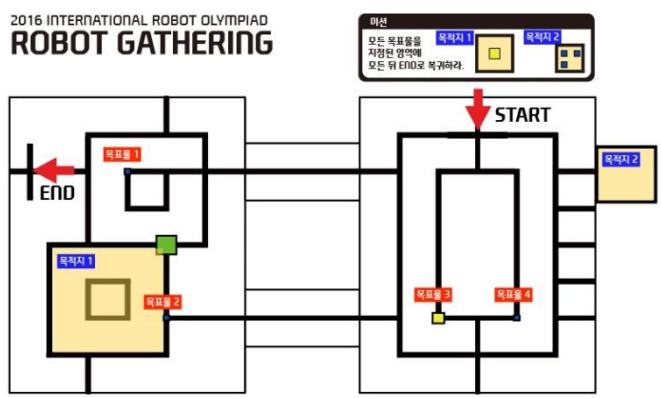 2016 INTERNATIONAL ROBOT OLYMPIAD
ROBOT GATHERING
미션
모든 목표물을
지정된 영역에
모든 뒤 END로 복귀하라.
목적지 1
목적지 2
START
목표물 1
목적지 2
END
목적지 1
목표물 2
목표물 3
목표물 4